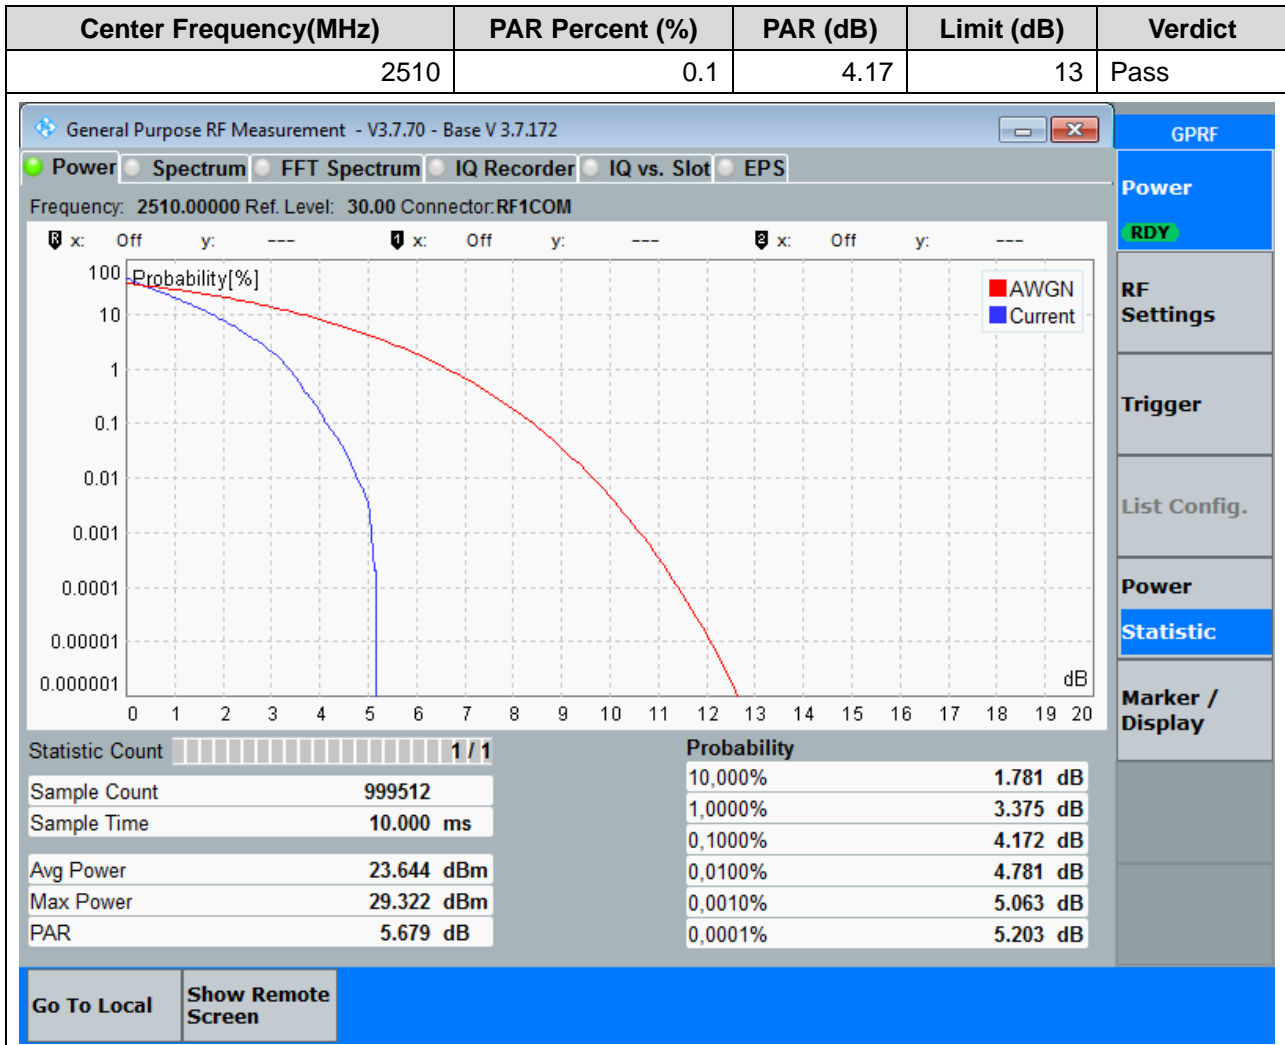 Center Frequency(MHz) PAR Percent (%) PAR (dB) Limit (dB) Verdict
2510 0.1 4.17 13 Pass
General Purpose RF Measurement - V3.7.70 - Base V 3.7.172
GPRF
Power Spectrum FFT Spectrum IQ Recorder IQ vs. Slot EPS
Frequency: 2510.00000 Ref. Level: 30.00 Connector:RF1COM
R x: Off y: --- 1 x: Off y: --- 2 x: Off y: ---
Probability[%]
100
10
1
0.1
0.01
0.001
0.0001
0.00001
0.000001
AWGN
Current
dB
0 1 2 3 4 5 6 7 8 9 10 11 12 13 14 15 16 17 18 19 20
Statistic Count 1 / 1
Sample Count 999512
Sample Time 10.000 ms
Avg Power 23.644 dBm
Max Power 29.322 dBm
PAR 5.679 dB
Probability
10,000% 1.781 dB
1,0000% 3.375 dB
0,1000% 4.172 dB
0,0100% 4.781 dB
0,0010% 5.063 dB
0,0001% 5.203 dB
Power
RDY
RF
Settings
Trigger
List Config.
Power
Statistic
Marker /
Display
Go To Local
Show Remote
Screen